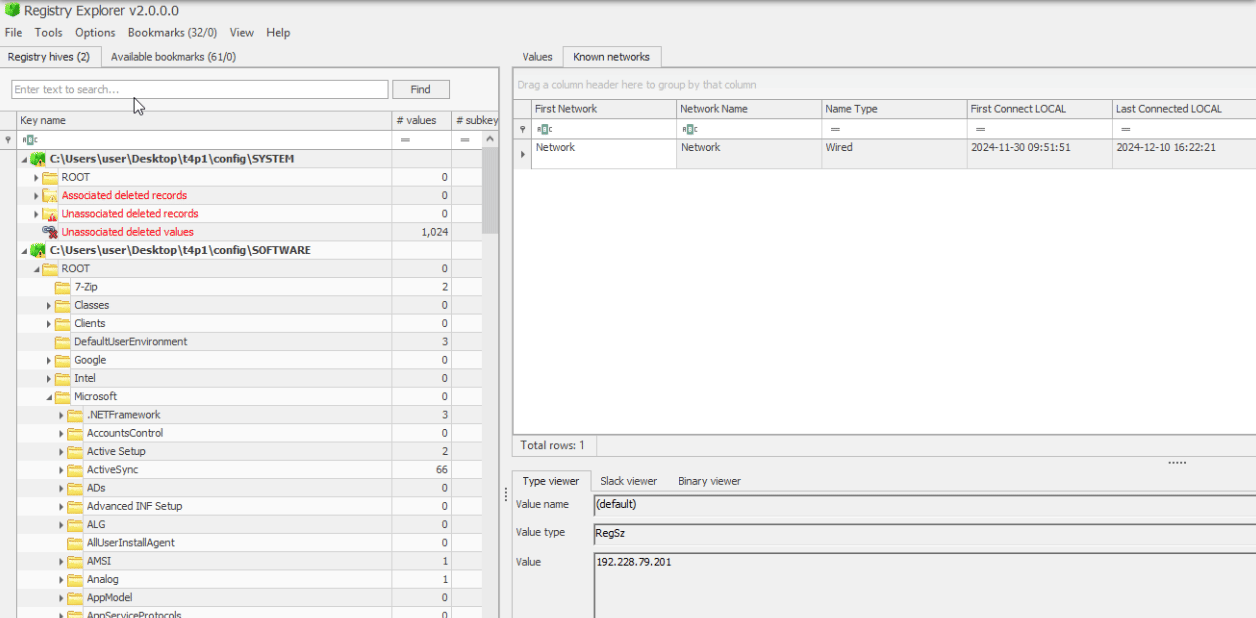 Registry Explorer v2.0.0.0
File Tools Options Bookmarks (32/0) View Help
Registry hives (2) Available bookmarks (61/0)
Enter text to search... Find
Key name # values # subkey
= =
C:\Users\user\Desktop\t4p1\config\SYSTEM
ROOT 0
Associated deleted records 0
Unassociated deleted records 0
Unassociated deleted values 1,024
C:\Users\user\Desktop\t4p1\config\SOFTWARE
ROOT 0
7-Zip 2
Classes 0
Clients 0
DefaultUserEnvironment 3
Google 0
Intel 0
Microsoft 0
.NETFramework 3
AccountsControl 0
Active Setup 2
ActiveSync 66
ADs 0
Advanced INF Setup 0
ALG 0
AllUserInstallAgent 0
AMSI 1
Analog 1
AppModel 0
AppServiceProtocols 0
Values Known networks
Drag a column header here to group by that column
First Network Network Name Name Type First Connect LOCAL Last Connected LOCAL
= = =
Network Network Wired 2024-11-30 09:51:51 2024-12-10 16:22:21
Total rows: 1
Type viewer Slack viewer Binary viewer
Value name (default)
Value type RegSz
Value 192.228.79.201